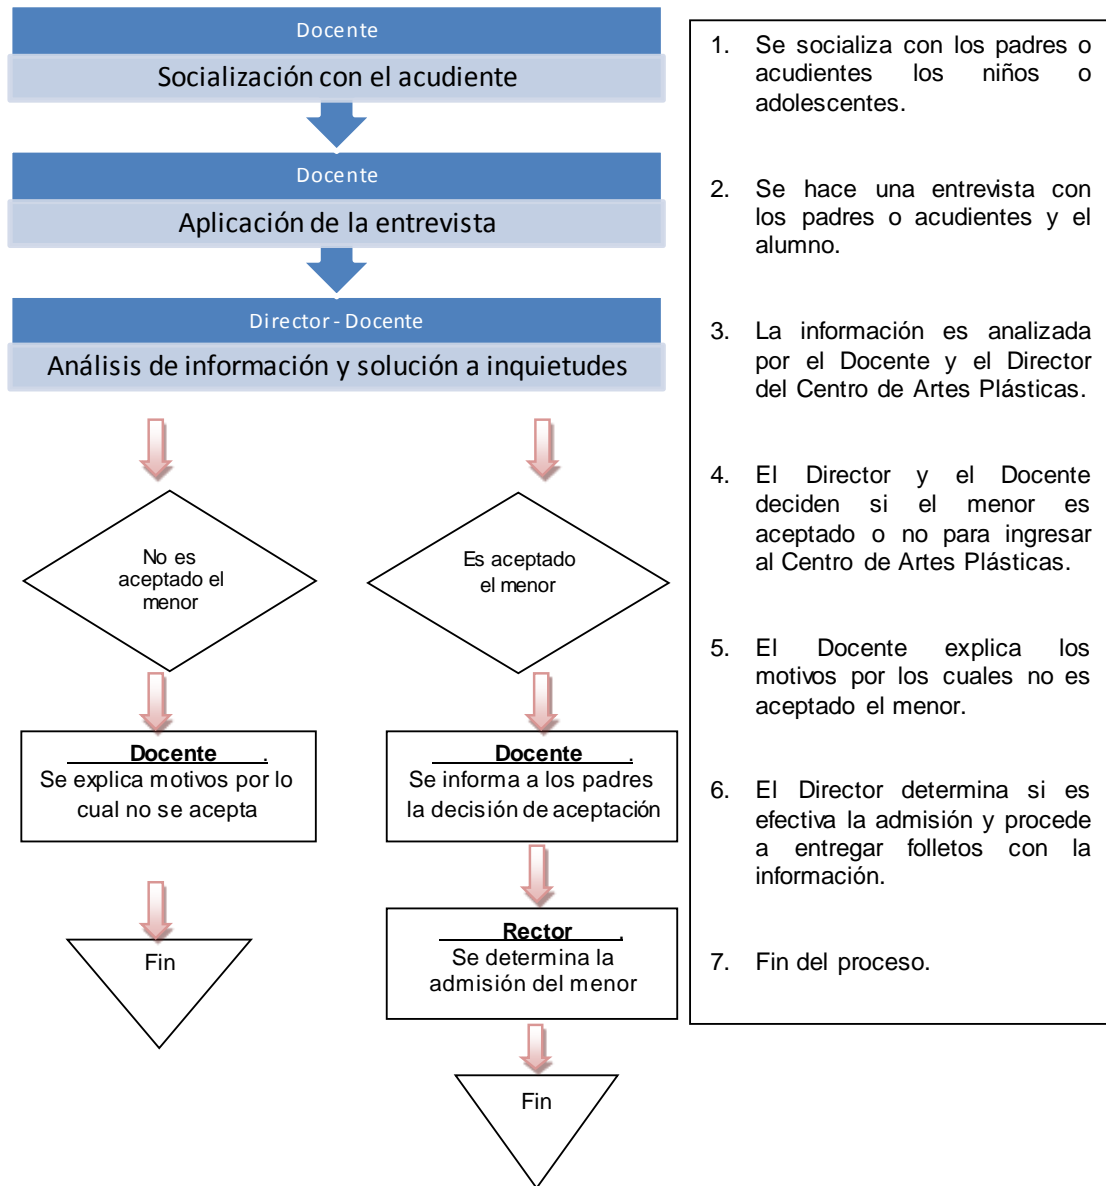 Docente
Socialización con el acudiente
Docente
Aplicación de la entrevista
Director - Docente
Análisis de información y solución a inquietudes
No es
aceptado el
menor
Es aceptado
el menor
Docente .
Se explica motivos por lo
cual no se acepta
Docente .
Se informa a los padres
la decisión de aceptación
Fin
Rector .
Se determina la
admisión del menor
Fin
1. Se socializa con los padres o
acudientes los niños o
adolescentes.
2. Se hace una entrevista con
los padres o acudientes y el
alumno.
3. La información es analizada
por el Docente y el Director
del Centro de Artes Plásticas.
4. El Director y el Docente
deciden si el menor es
aceptado o no para ingresar
al Centro de Artes Plásticas.
5. El Docente explica los
motivos por los cuales no es
aceptado el menor.
6. El Director determina si es
efectiva la admisión y procede
a entregar folletos con la
información.
7. Fin del proceso.